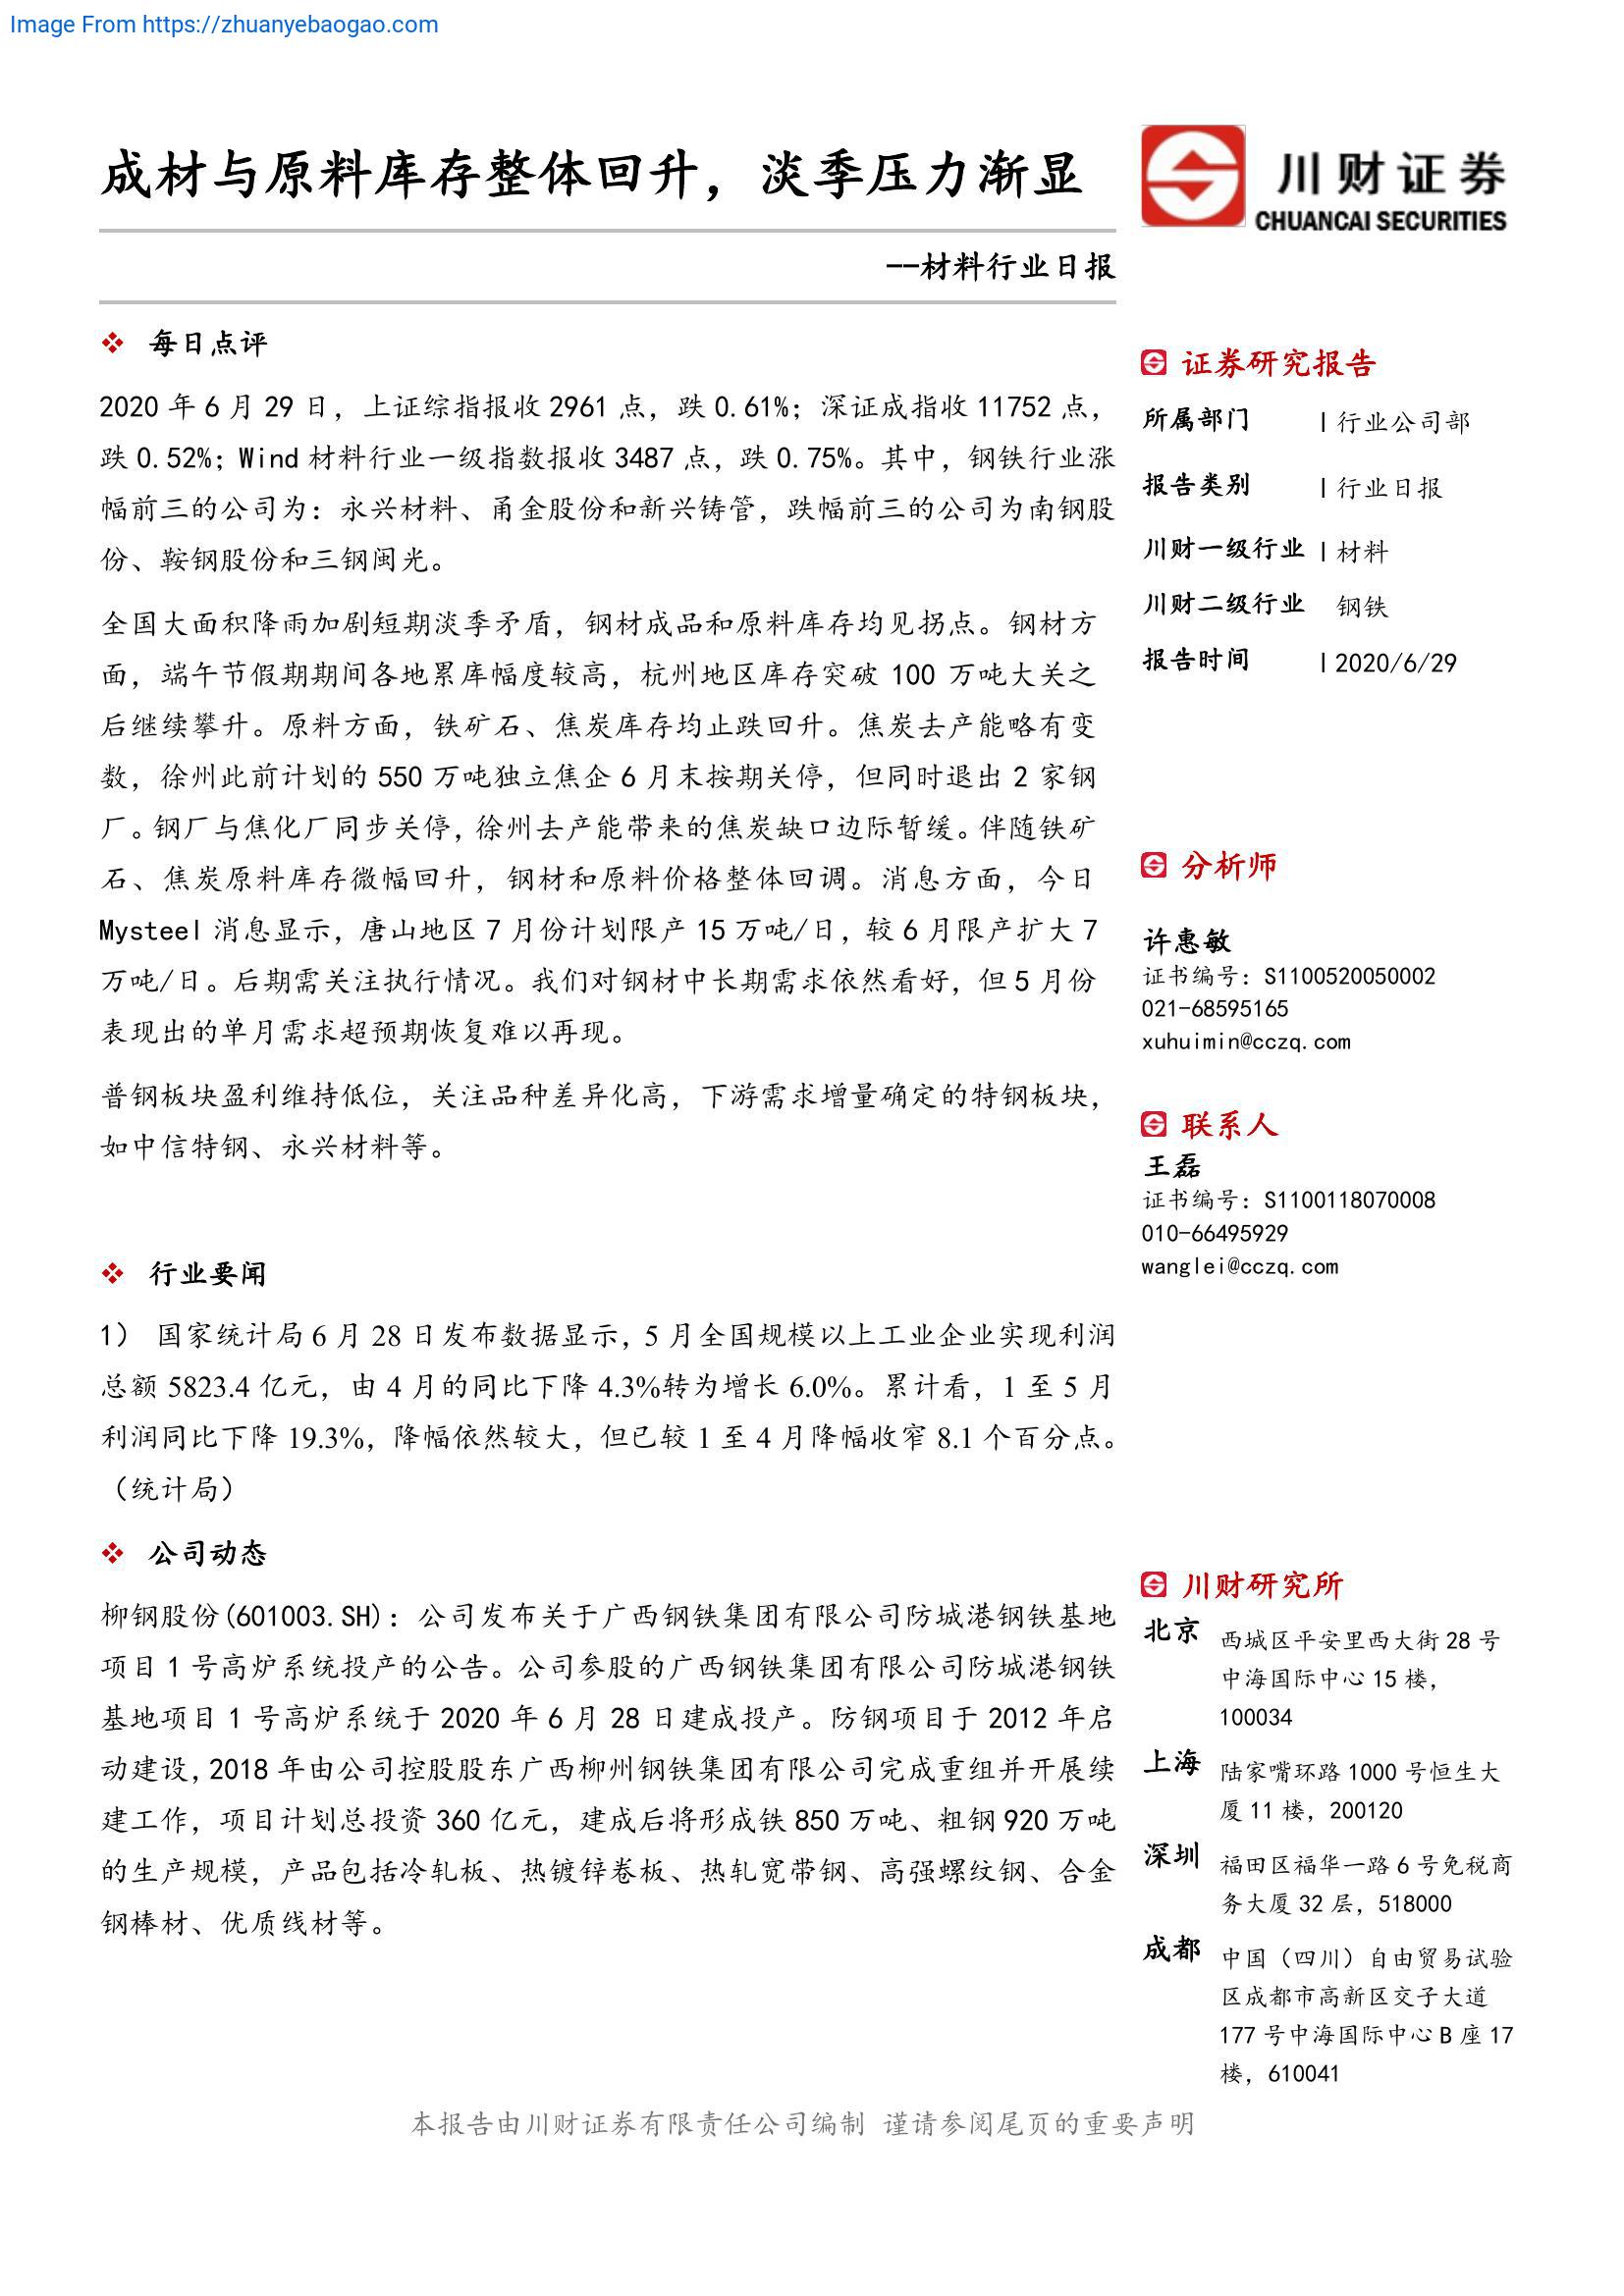 Image From https://zhuanyebaogao.com
成材与原料库存整体回升，淡季压力渐显
川财证券
CHUANCAI SECURITIES
--材料行业日报
❖ 每日点评
2020 年 6 月 29 日，上证综指报收 2961 点，跌 0.61%；深证成指收 11752 点，
跌 0.52%；Wind 材料行业一级指数报收 3487 点，跌 0.75%。其中，钢铁行业涨
幅前三的公司为：永兴材料、甬金股份和新兴铸管，跌幅前三的公司为南钢股
份、鞍钢股份和三钢闽光。
全国大面积降雨加剧短期淡季矛盾，钢材成品和原料库存均见拐点。钢材方
面，端午节假期期间各地累库幅度较高，杭州地区库存突破 100 万吨大关之
后继续攀升。原料方面，铁矿石、焦炭库存均止跌回升。焦炭去产能略有变
数，徐州此前计划的 550 万吨独立焦企 6 月末按期关停，但同时退出 2 家钢
厂。钢厂与焦化厂同步关停，徐州去产能带来的焦炭缺口边际暂缓。伴随铁矿
石、焦炭原料库存微幅回升，钢材和原料价格整体回调。消息方面，今日
Mysteel 消息显示，唐山地区 7 月份计划限产 15 万吨/日，较 6 月限产扩大 7
万吨/日。后期需关注执行情况。我们对钢材中长期需求依然看好，但 5 月份
表现出的单月需求超预期恢复难以再现。
普钢板块盈利维持低位，关注品种差异化高，下游需求增量确定的特钢板块，
如中信特钢、永兴材料等。
❖ 行业要闻
1） 国家统计局 6 月 28 日发布数据显示，5 月全国规模以上工业企业实现利润
总额 5823.4 亿元，由 4 月的同比下降 4.3%转为增长 6.0%。累计看，1 至 5 月
利润同比下降 19.3%，降幅依然较大，但已较 1 至 4 月降幅收窄 8.1 个百分点。
（统计局）
❖ 公司动态
柳钢股份(601003.SH)：公司发布关于广西钢铁集团有限公司防城港钢铁基地
项目 1 号高炉系统投产的公告。公司参股的广西钢铁集团有限公司防城港钢铁
基地项目 1 号高炉系统于 2020 年 6 月 28 日建成投产。防钢项目于 2012 年启
动建设，2018 年由公司控股股东广西柳州钢铁集团有限公司完成重组并开展续
建工作，项目计划总投资 360 亿元，建成后将形成铁 850 万吨、粗钢 920 万吨
的生产规模，产品包括冷轧板、热镀锌卷板、热轧宽带钢、高强螺纹钢、合金
钢棒材、优质线材等。
证券研究报告
所属部门 l 行业公司部
报告类别 l 行业日报
川财一级行业 l 材料
川财二级行业 钢铁
报告时间 l 2020/6/29
分析师
许惠敏
证书编号：S1100520050002
021-68595165
xuhuimin@cczq.com
联系人
王磊
证书编号：S1100118070008
010-66495929
wanglei@cczq.com
川财研究所
北京 西城区平安里西大街 28 号
中海国际中心 15 楼，
100034
上海 陆家嘴环路 1000 号恒生大
厦 11 楼，200120
深圳 福田区福华一路 6 号免税商
务大厦 32 层，518000
成都 中国（四川）自由贸易试验
区成都市高新区交子大道
177 号中海国际中心 B 座 17
楼，610041
本报告由川财证券有限责任公司编制 谨请参阅尾页的重要声明